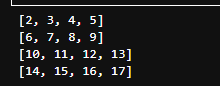 [2, 3, 4, 5]
[6, 7, 8, 9]
[10, 11, 12, 13]
[14, 15, 16, 17]